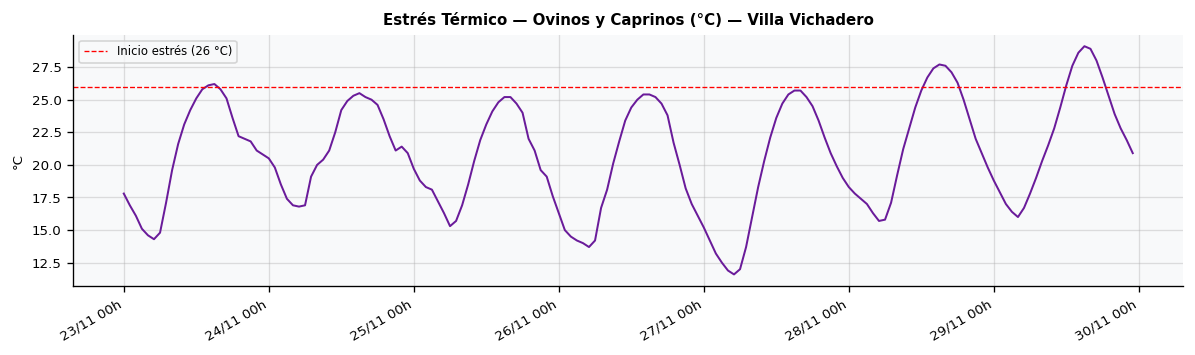 Estrés Térmico — Ovinos y Caprinos (°C) — Villa Vichadero
Inicio estrés (26 °C)
°C
27.5
25.0
22.5
20.0
17.5
15.0
12.5
23/11 00h
24/11 00h
25/11 00h
26/11 00h
27/11 00h
28/11 00h
29/11 00h
30/11 00h